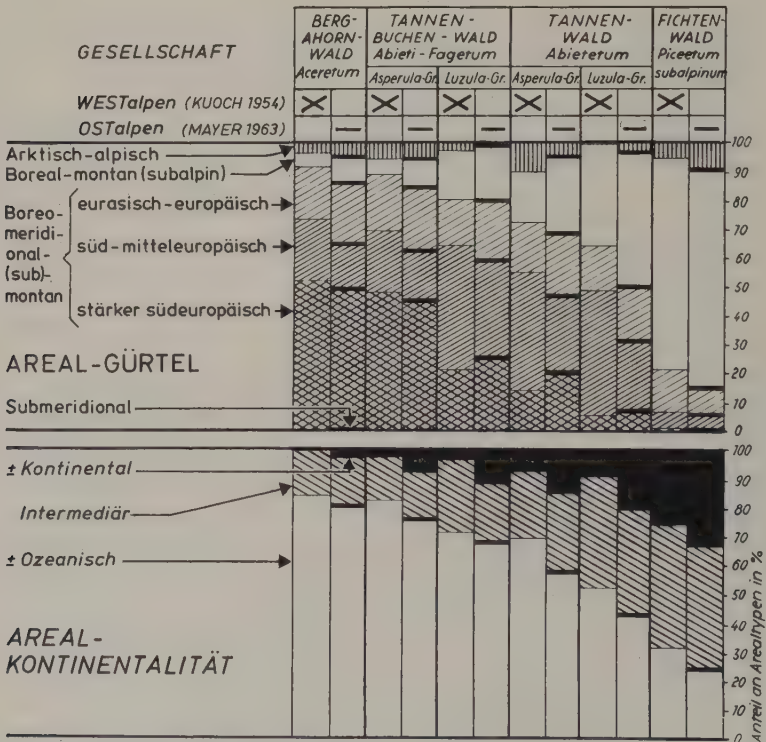 GESELLSCHAFT
BERG-
AHORN-
WALD
Aceretum
TANNEN-
BUCHEN-WALD
Abieti-Fagetum
TANNEN-
WALD
Abietetum
FICHTEN-
WALD
Piceetum
subalpinum
Asperula-Gr. Luzula-Gr. Asperula-Gr. Luzula-Gr.
WESTalpen (KUOCH 1954)
OSTalpen (MAYER 1963)
Arktisch-alpisch
Boreal-montan (subalpin)
Boreo-
meridi-
onal-
(sub)-
montan
eurasisch-europäisch
süd-mitteleuropäisch
stärker südeuropäisch
AREAL-GÜRTEL
Submeridional
100
90
80
70
60
50
40
30
20
10
0
± Kontinental
Intermediär
± Ozeanisch
AREAL-
KONTINENTALITÄT
100
90
80
70
60
50
40
30
20
10
0
Anteil an Arealtypen in %